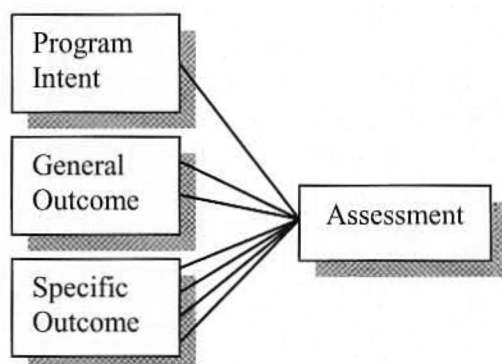 Program
Intent
General
Outcome
Assessment
Specific
Outcome